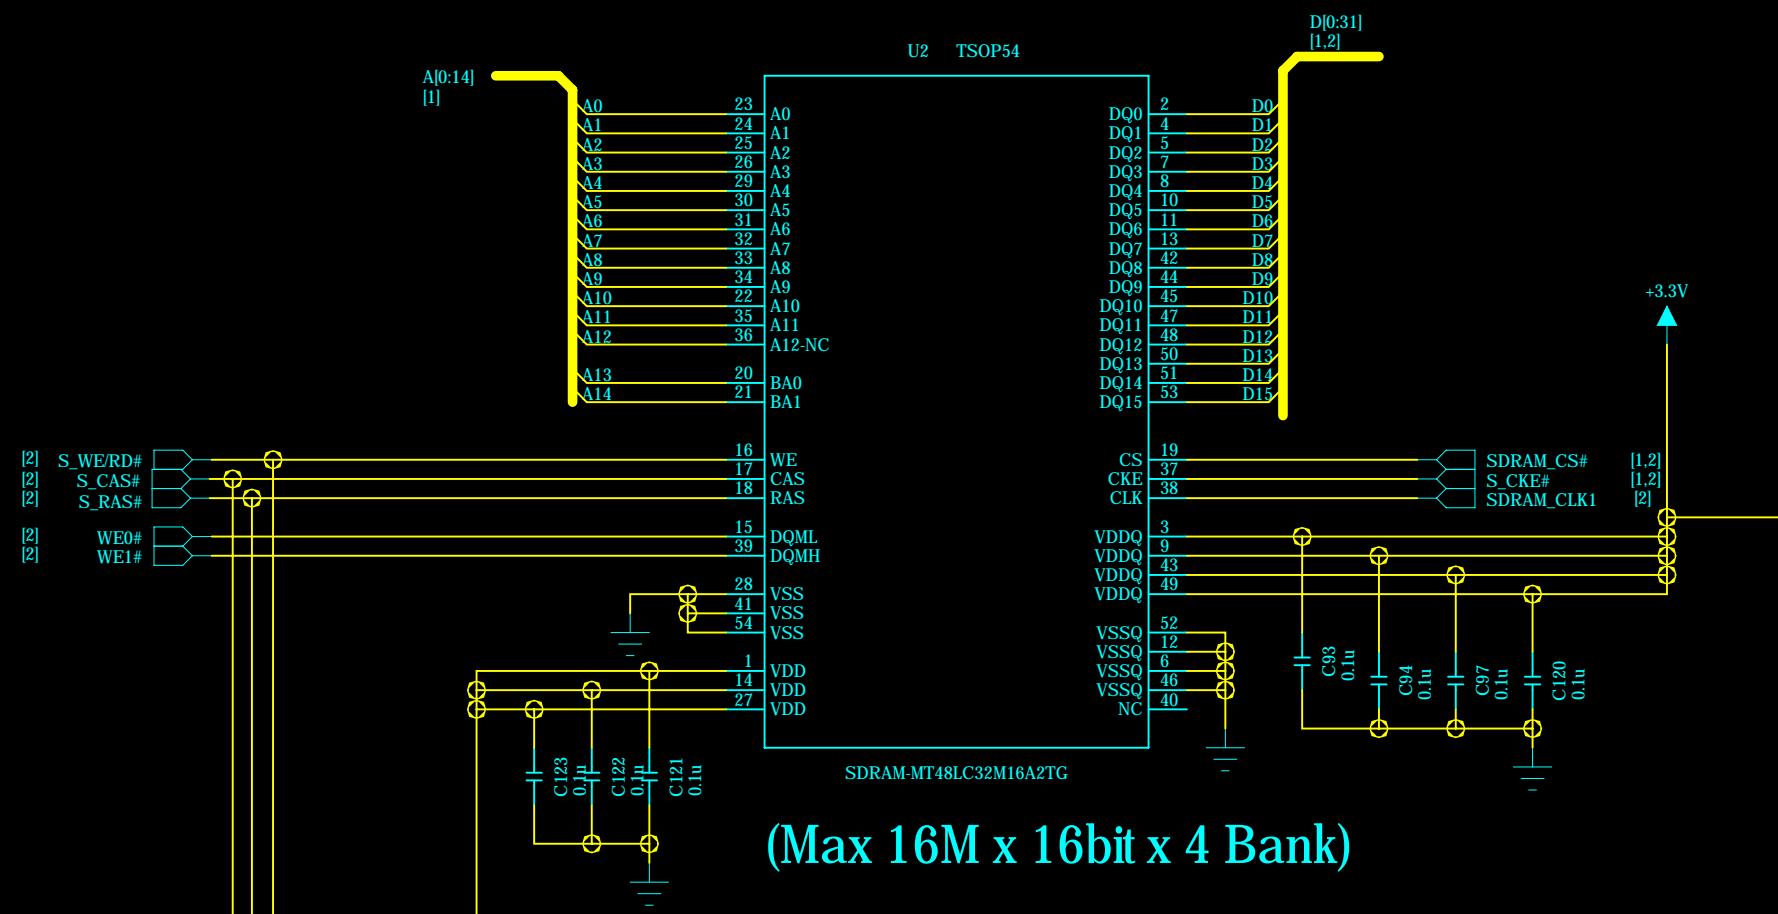 D[0:31]
[1,2]
U2 TSOP54
A[0:14]
[1]
A0 23 A0 DQ0 2 D0
A1 24 A1 DQ1 4 D1
A2 25 A2 DQ2 5 D2
A3 26 A3 DQ3 7 D3
A4 29 A4 DQ4 8 D4
A5 30 A5 DQ5 10 D5
A6 31 A6 DQ6 11 D6
A7 32 A7 DQ7 13 D7
A8 33 A8 DQ8 42 D8
A9 34 A9 DQ9 44 D9
A10 22 A10 DQ10 45 D10
A11 35 A11 DQ11 47 D11
A12 36 A12-NC DQ12 48 D12
DQ13 50 D13
A13 20 BA0 DQ14 51 D14
A14 21 BA1 DQ15 53 D15
+3.3V
[2] S_WE/RD# 16 WE CS 19 SDRAM_CS# [1,2]
[2] S_CAS# 17 CAS CKE 37 S_CKE# [1,2]
[2] S_RAS# 18 RAS CLK 38 SDRAM_CLK1 [2]
[2] WE0# 15 DQML VDDQ 3
[2] WE1# 39 DQMH VDDQ 9
VDDQ 43
28 VSS VDDQ 49
41 VSS
54 VSS VSSQ 52
VSSQ 12
1 VDD VSSQ 6
14 VDD VSSQ 46
27 VDD NC 40
C93 0.1u
C94 0.1u
C97 0.1u
C120 0.1u
C123 0.1u
C122 0.1u
C121 0.1u
SDRAM-MT48LC32M16A2TG
(Max 16M x 16bit x 4 Bank)